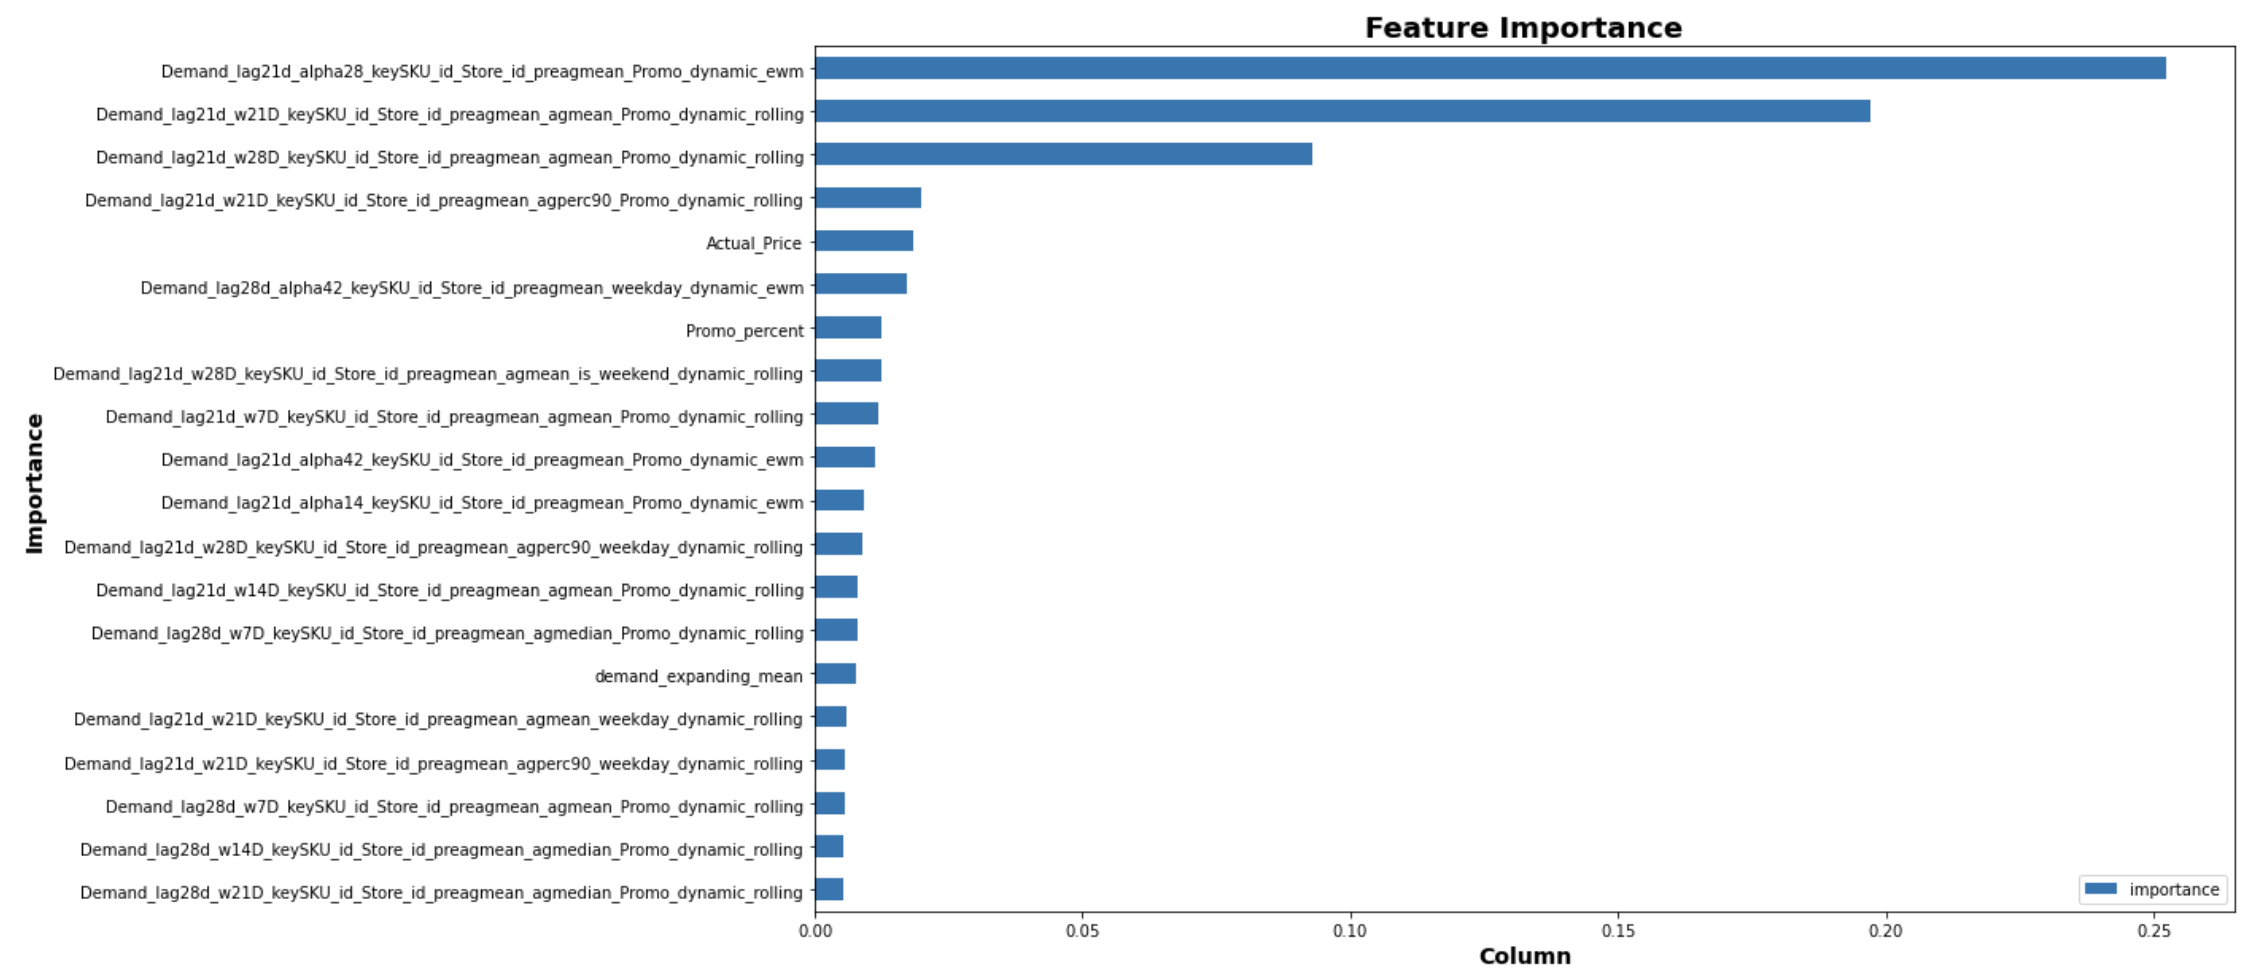 Feature Importance
Demand_lag21d_alpha28_keySKU_id_Store_id_preagmean_Promo_dynamic_ewm
Demand_lag21d_w21D_keySKU_id_Store_id_preagmean_agmean_Promo_dynamic_rolling
Demand_lag21d_w28D_keySKU_id_Store_id_preagmean_agmean_Promo_dynamic_rolling
Demand_lag21d_w21D_keySKU_id_Store_id_preagmean_agperc90_Promo_dynamic_rolling
Actual_Price
Demand_lag28d_alpha42_keySKU_id_Store_id_preagmean_weekday_dynamic_ewm
Promo_percent
Demand_lag21d_w28D_keySKU_id_Store_id_preagmean_agmean_is_weekend_dynamic_rolling
Demand_lag21d_w7D_keySKU_id_Store_id_preagmean_agmean_Promo_dynamic_rolling
Demand_lag21d_alpha42_keySKU_id_Store_id_preagmean_Promo_dynamic_ewm
Demand_lag21d_alpha14_keySKU_id_Store_id_preagmean_Promo_dynamic_ewm
Demand_lag21d_w28D_keySKU_id_Store_id_preagmean_agperc90_weekday_dynamic_rolling
Demand_lag21d_w14D_keySKU_id_Store_id_preagmean_agmean_Promo_dynamic_rolling
Demand_lag28d_w7D_keySKU_id_Store_id_preagmean_agmedian_Promo_dynamic_rolling
demand_expanding_mean
Demand_lag21d_w21D_keySKU_id_Store_id_preagmean_agmean_weekday_dynamic_rolling
Demand_lag21d_w21D_keySKU_id_Store_id_preagmean_agperc90_weekday_dynamic_rolling
Demand_lag28d_w7D_keySKU_id_Store_id_preagmean_agmean_Promo_dynamic_rolling
Demand_lag28d_w14D_keySKU_id_Store_id_preagmean_agmedian_Promo_dynamic_rolling
Demand_lag28d_w21D_keySKU_id_Store_id_preagmean_agmedian_Promo_dynamic_rolling
Importance
importance
0.00 0.05 0.10 0.15 0.20 0.25
Column